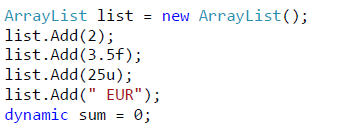 ArrayList list = new ArrayList();
list.Add(2);
list.Add(3.5f);
list.Add(25u);
list.Add(" EUR");
dynamic sum = 0;